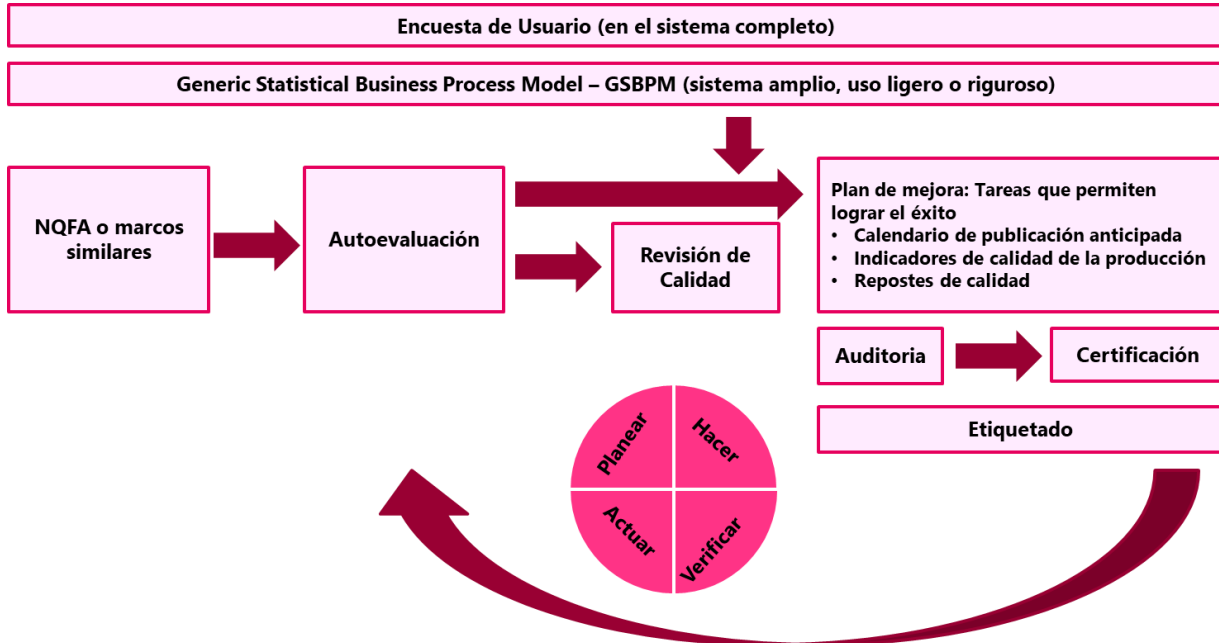 Encuesta de Usuario (en el sistema completo)
Generic Statistical Business Process Model – GSBPM (sistema amplio, uso ligero o riguroso)
NQFA o marcos
similares
Autoevaluación
Revisión de
Calidad
Plan de mejora: Tareas que permiten
lograr el éxito
• Calendario de publicación anticipada
• Indicadores de calidad de la producción
• Repostes de calidad
Auditoria
Certificación
Etiquetado
Planear
Hacer
Actuar
Verificar